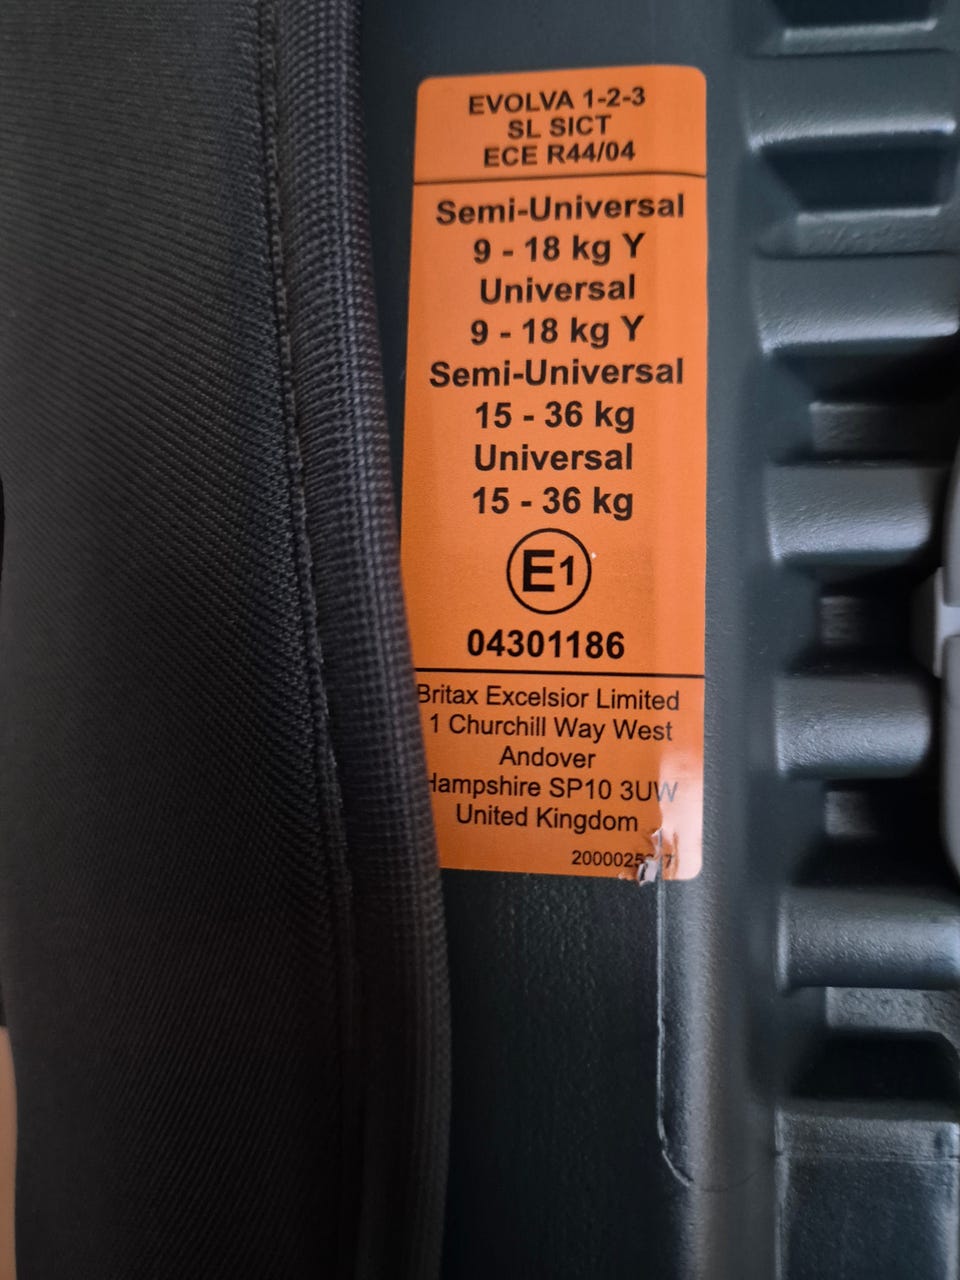 EVOLVA 1-2-3
SL SICT
ECE R44/04
Semi-Universal
9 - 18 kg Y
Universal
9 - 18 kg Y
Semi-Universal
15 - 36 kg
Universal
15 - 36 kg
E1
04301186
Britax Excelsior Limited
1 Churchill Way West
Andover
Hampshire SP10 3UW
United Kingdom